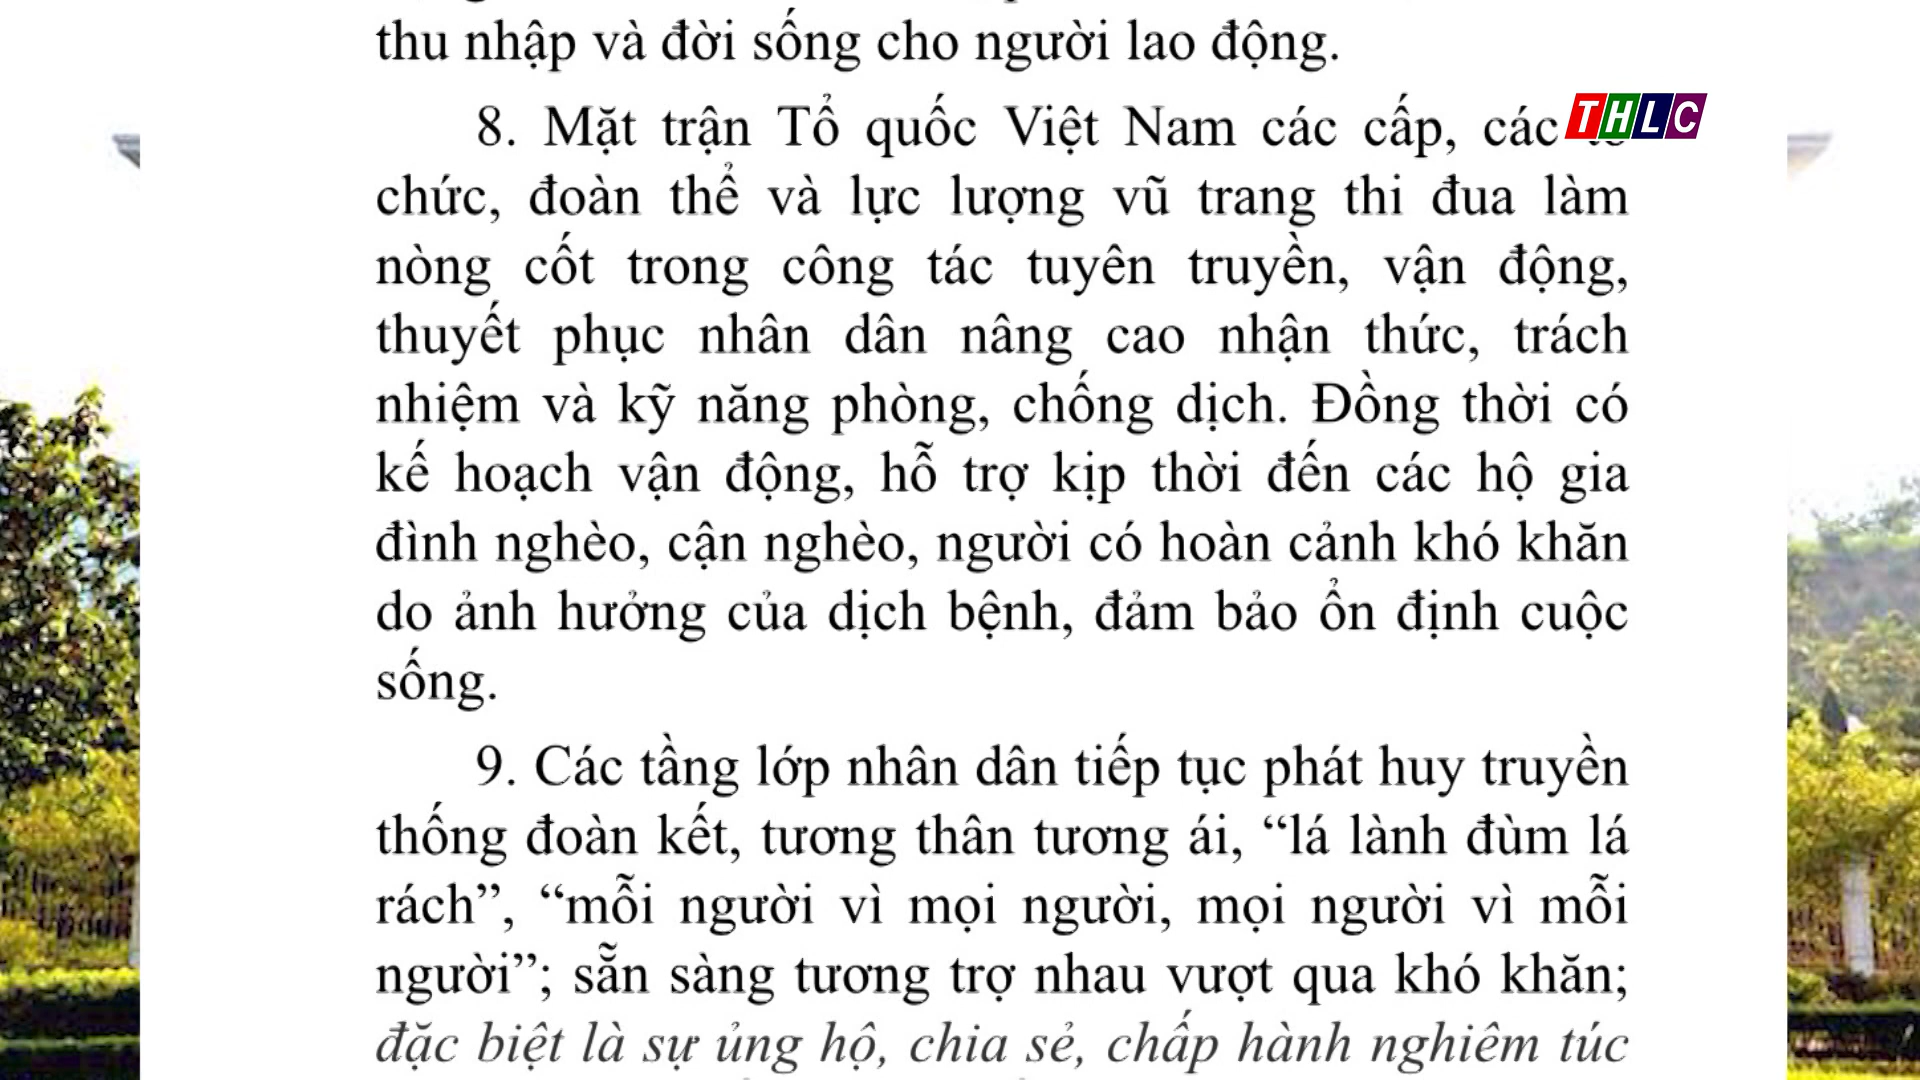 thu nhập và đời sống cho người lao động.
8. Mặt trận Tổ quốc Việt Nam các cấp, các
THLC
chức, đoàn thể và lực lượng vũ trang thi đua làm
nòng cốt trong công tác tuyên truyền, vận động,
thuyết phục nhân dân nâng cao nhận thức, trách
nhiệm và kỹ năng phòng, chống dịch. Đồng thời có
kế hoạch vận động, hỗ trợ kịp thời đến các hộ gia
đình nghèo, cận nghèo, người có hoàn cảnh khó khăn
do ảnh hưởng của dịch bệnh, đảm bảo ổn định cuộc
sống.
9. Các tầng lớp nhân dân tiếp tục phát huy truyền
thống đoàn kết, tương thân tương ái, “lá lành đùm lá
rách”, “mỗi người vì mọi người, mọi người vì mỗi
người”; sẵn sàng tương trợ nhau vượt qua khó khăn;
đặc biệt là sự ủng hộ, chia sẻ, chấp hành nghiêm túc